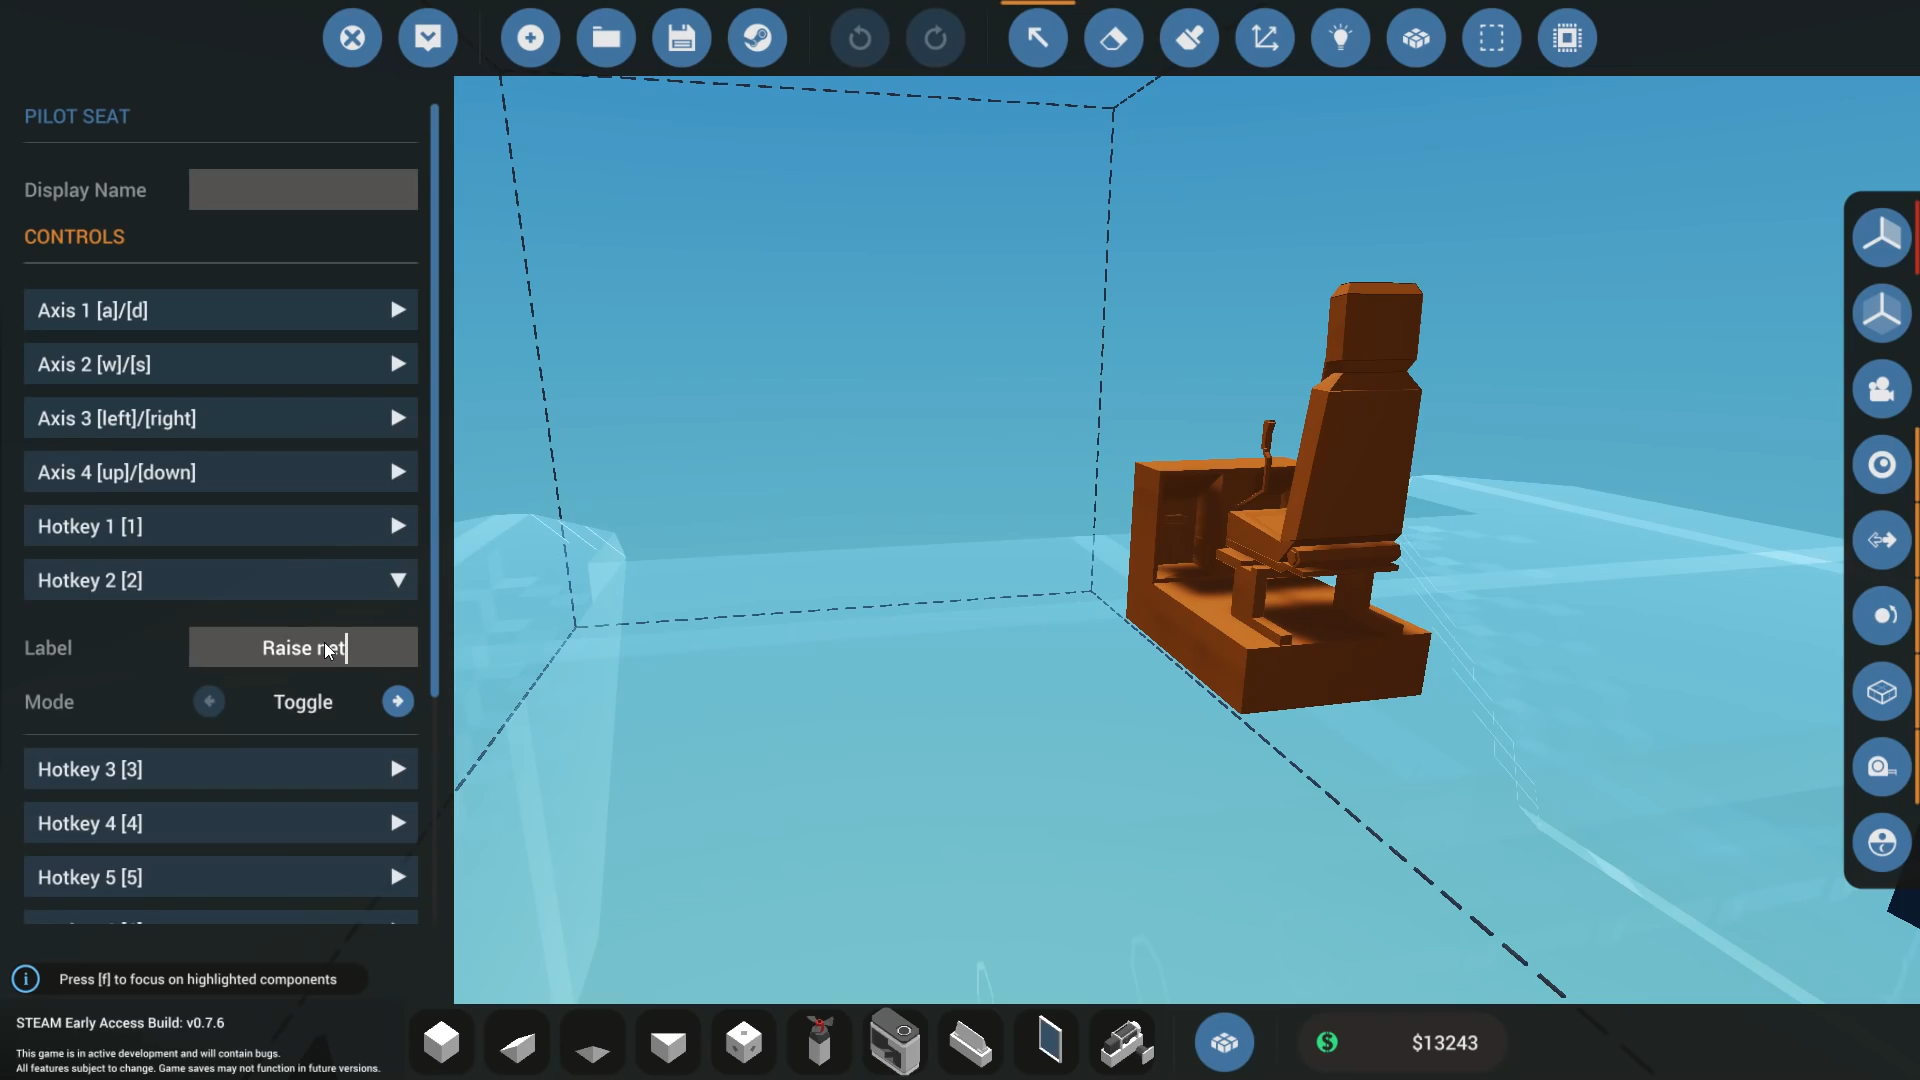 PILOT SEAT
Display Name
CONTROLS
Axis 1 [a]/[d]
Axis 2 [w]/[s]
Axis 3 [left]/[right]
Axis 4 [up]/[down]
Hotkey 1 [1]
Hotkey 2 [2]
Label Raise net
Mode Toggle
Hotkey 3 [3]
Hotkey 4 [4]
Hotkey 5 [5]
Press [f] to focus on highlighted components
STEAM Early Access Build: v0.7.6
This game is in active development and will contain bugs.
All features subject to change. Game saves may not function in future versions.
$13243